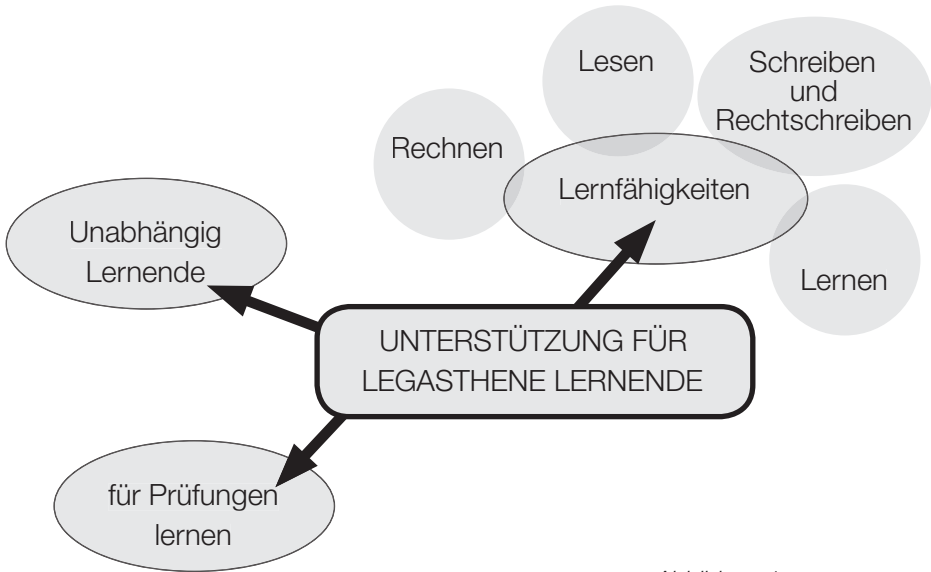 Lesen
Schreiben
und
Rechtschreiben
Rechnen
Lernfähigkeiten
Unabhängig
Lernende
Lernen
UNTERSTÜTZUNG FÜR
LEGASTHENE LERNENDE
für Prüfungen
lernen